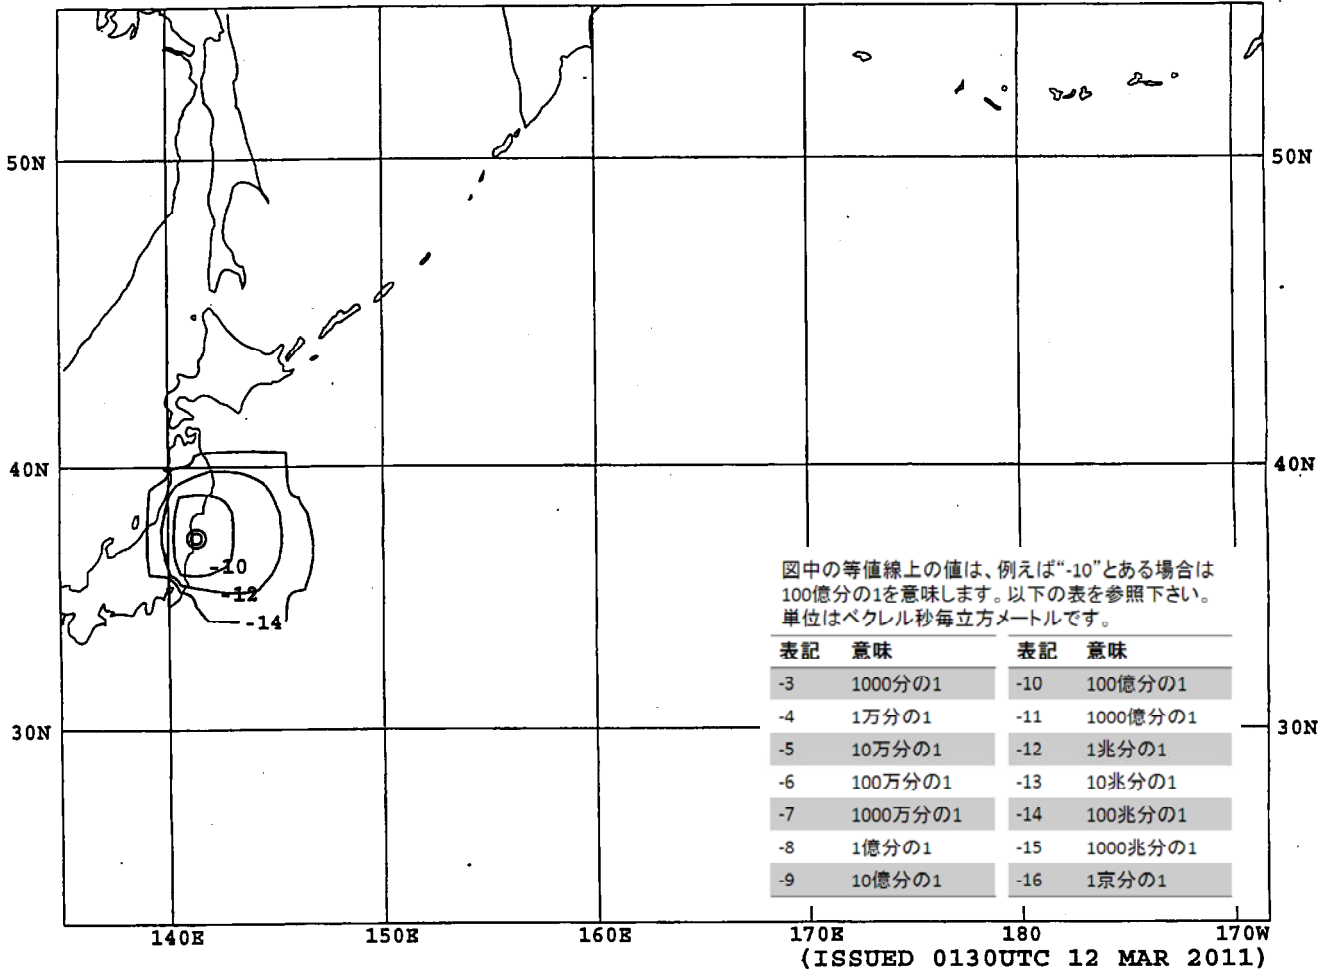 50N
50N
40N
40N
-10
-12
-14
図中の等値線上の値は、例えば“-10”とある場合は
100億分の1を意味します。以下の表を参照下さい。
単位はベクレル秒毎立方メートルです。
表記 意味 表記 意味
-3 1000分の1 -10 100億分の1
-4 1万分の1 -11 1000億分の1
-5 10万分の1 -12 1兆分の1
-6 100万分の1 -13 10兆分の1
-7 1000万分の1 -14 100兆分の1
-8 1億分の1 -15 1000兆分の1
-9 10億分の1 -16 1京分の1
30N
30N
140E 150E 160E 170E 180 170W
(ISSUED 0130UTC 12 MAR 2011)